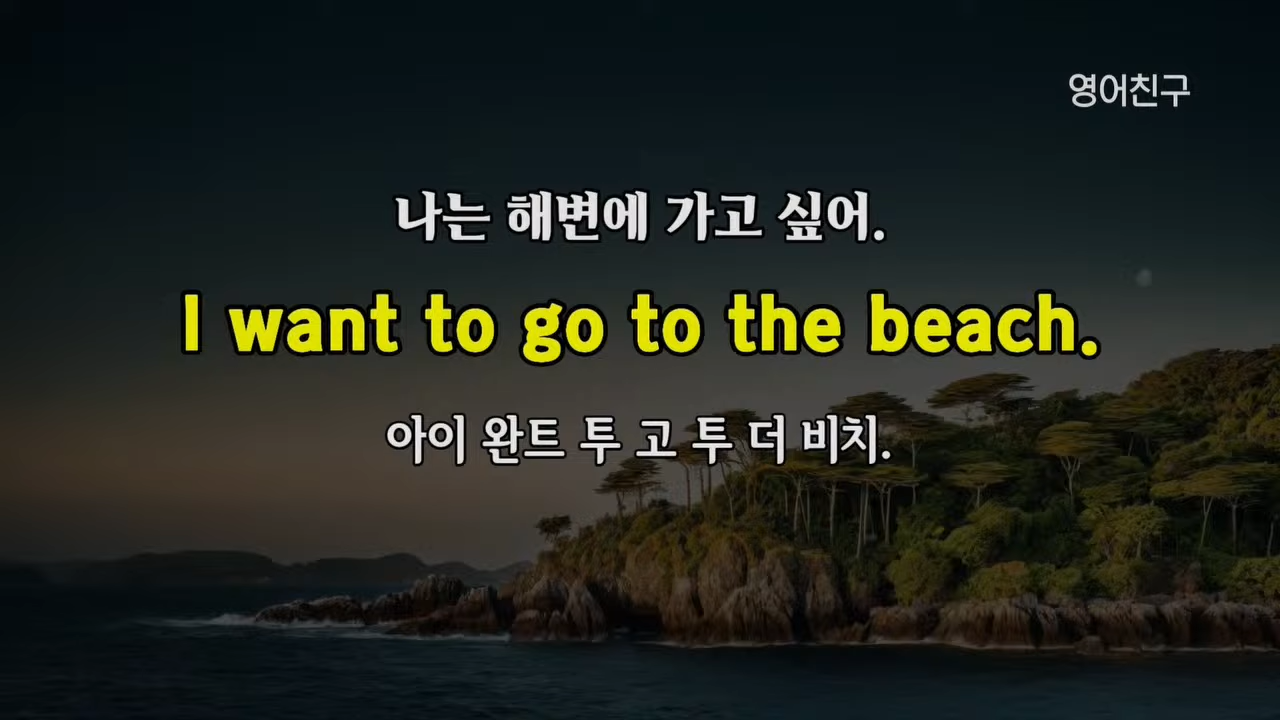 영어친구
나는 해변에 가고 싶어.
I want to go to the beach.
아이 완트 투 고 투 더 비치.